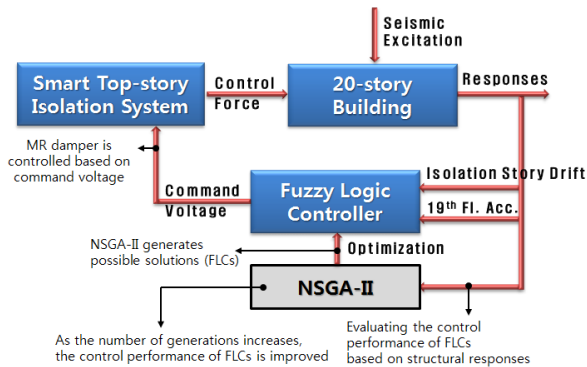 Seismic
Excitation
Smart Top-story
Isolation System
Control
Force
20-story
Building
Responses
MR damper is
controlled based on
command voltage
Command
Voltage
Fuzzy Logic
Controller
Isolation Story Drift
19th Fl. Acc.
NSGA-II generates
possible solutions (FLCs)
Optimization
NSGA-II
As the number of generations increases,
the control performance of FLCs is improved
Evaluating the control
performance of FLCs
based on structural responses